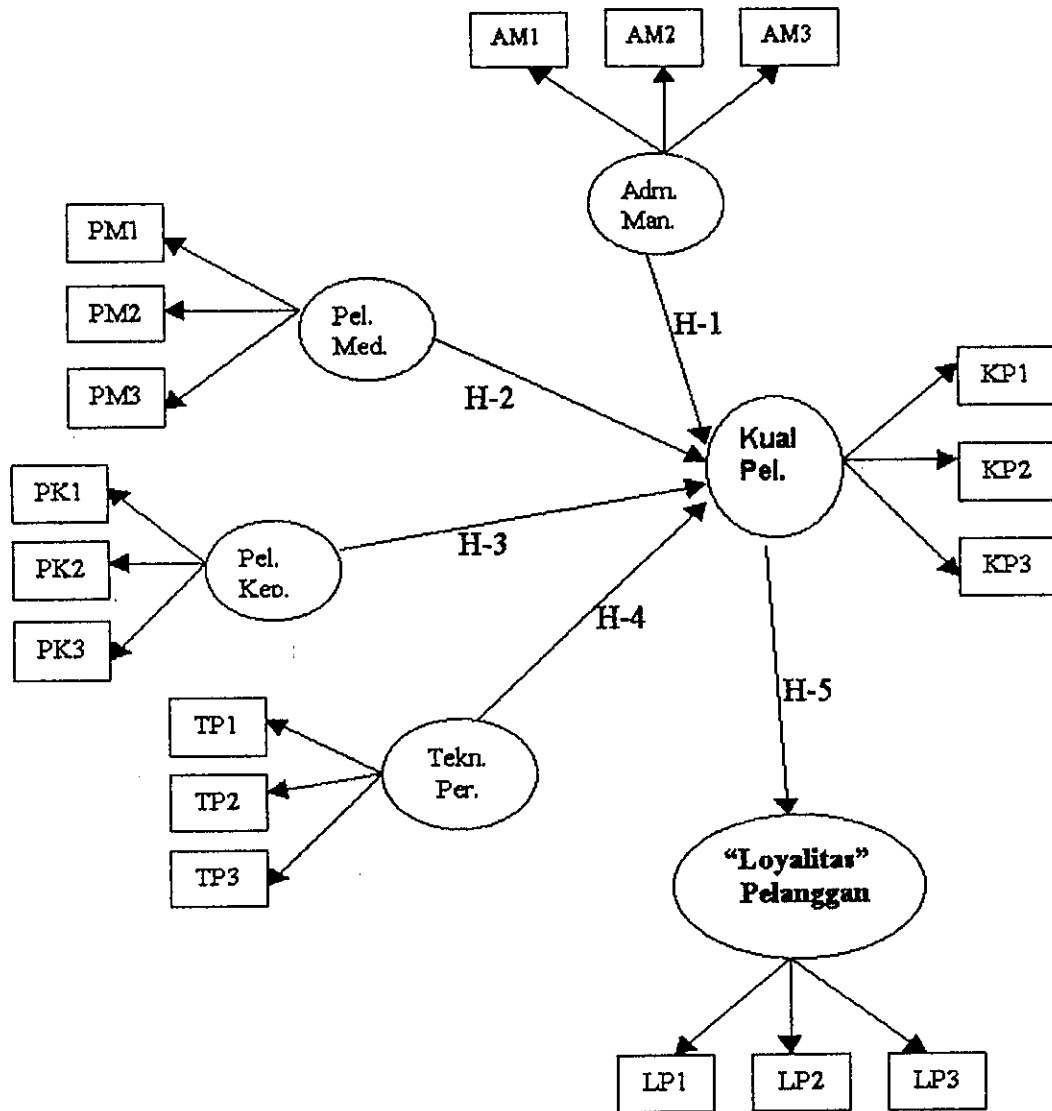 AM1
AM2
AM3
Adm.
Man.
PM1
PM2
PM3
Pel.
Med.
H-1
H-2
Kual
Pel.
KP1
KP2
KP3
PK1
PK2
PK3
Pel.
Kep.
H-3
H-4
TP1
TP2
TP3
Tekn.
Per.
H-5
“Loyalitas”
Pelanggan
LP1
LP2
LP3